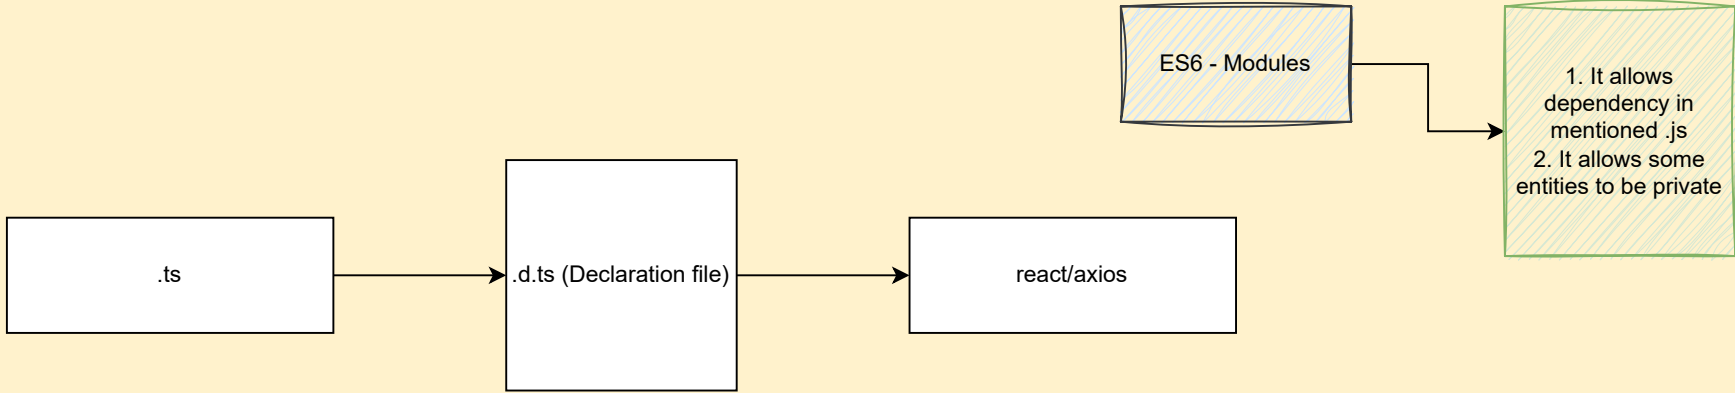 ES6 - Modules
1. It allows
dependency in
mentioned .js
2. It allows some
entities to be private
.ts
.d.ts (Declaration file)
react/axios